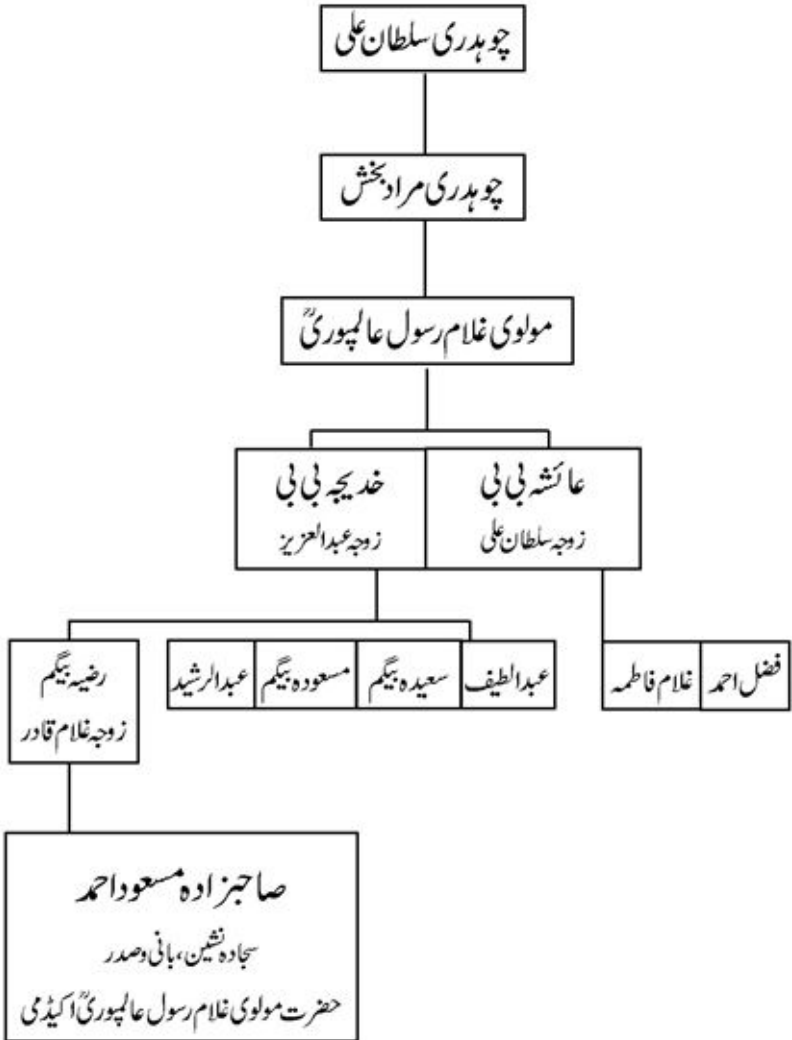 چوہدری سلطان علی
چوہدری مراد بخش
مولوی غلام رسول عالمپوریؒ
عائشہ بی بی
زوجہ سلطان علی
خدیجہ بی بی
زوجہ عبدالعزیز
فضل احمد
غلام فاطمہ
عبدالطیف
سعیدہ بیگم
مسعودہ بیگم
عبدالرشید
رضیہ بیگم
زوجہ غلام قادر
صاحبزادہ مسعود احمد
سجادہ نشین، بانی و صدر
حضرت مولوی غلام رسول عالمپوریؒ اکیڈمی